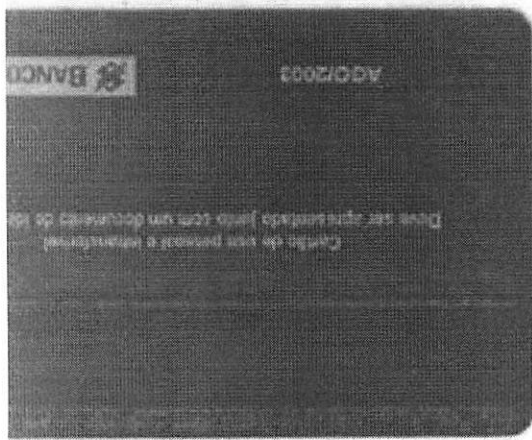 Cartão de uso pessoal e intransferível
Deve ser apresentado junto com um documento de
AGO/2003
BANCO